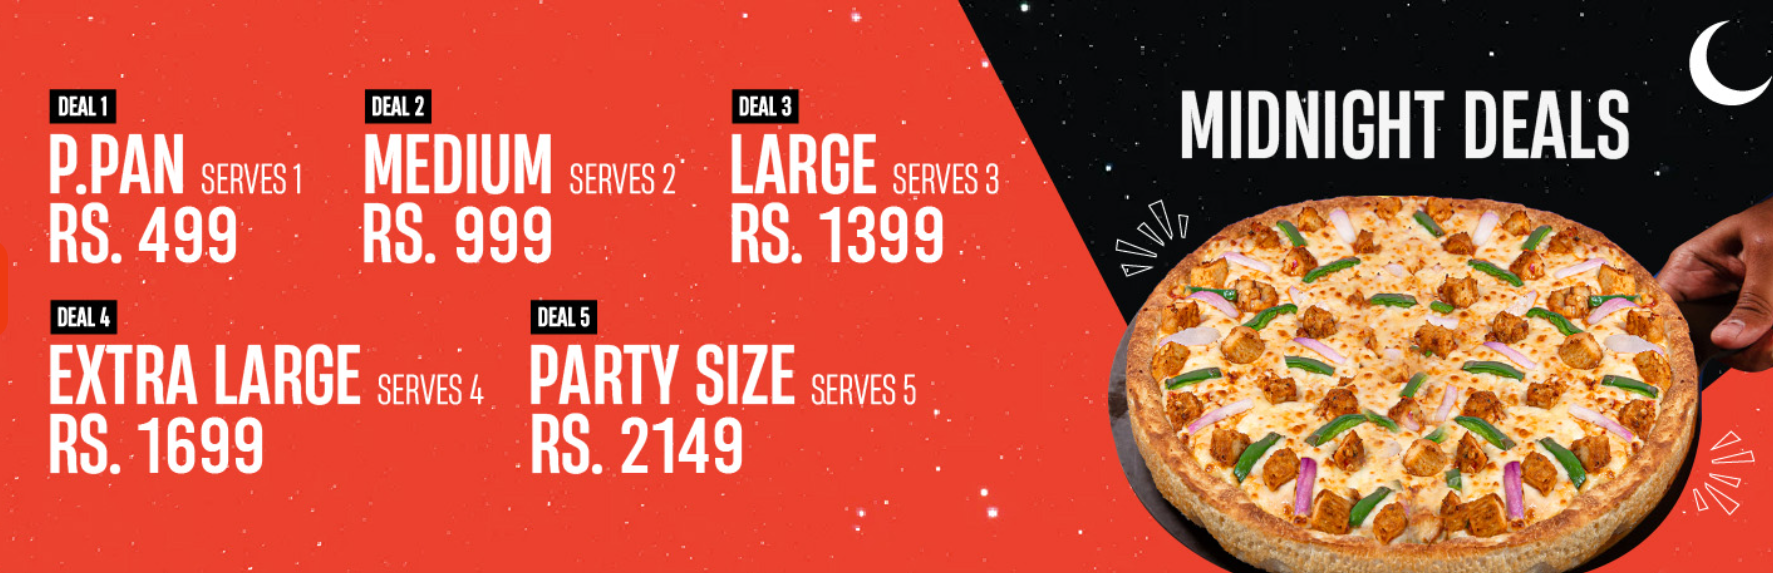 MIDNIGHT DEALS
DEAL 1
P.PAN SERVES 1
RS. 499
DEAL 2
MEDIUM SERVES 2
RS. 999
DEAL 3
LARGE SERVES 3
RS. 1399
DEAL 4
EXTRA LARGE SERVES 4
RS. 1699
DEAL 5
PARTY SIZE SERVES 5
RS. 2149